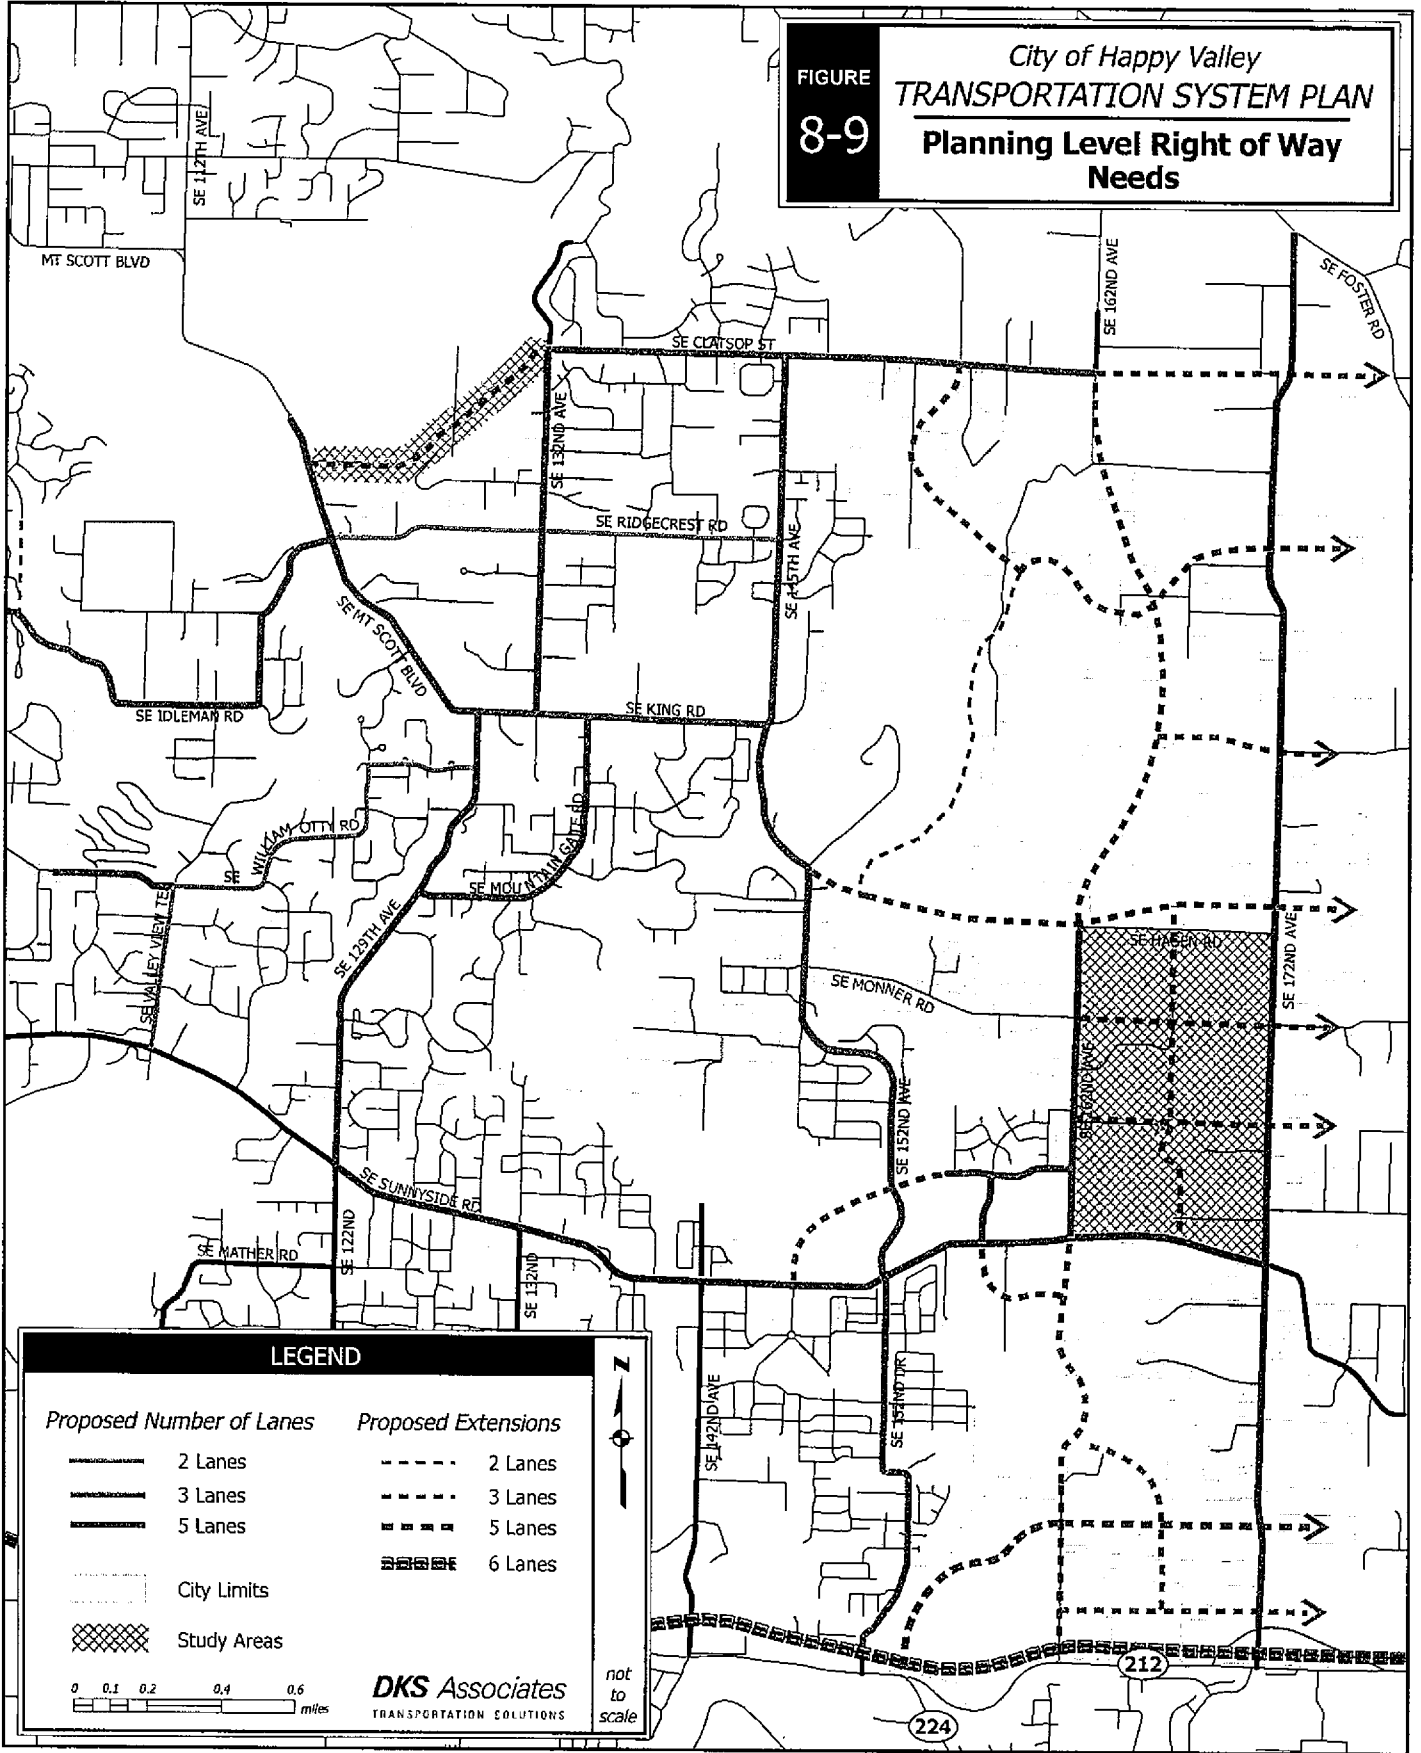 FIGURE
8-9
City of Happy Valley
TRANSPORTATION SYSTEM PLAN
Planning Level Right of Way
Needs
SE 112TH AVE
MT SCOTT BLVD
SE 162ND AVE
SE FOSTER RD
SE CLATSOP ST
SE 132ND AVE
SE RIDGECREST RD
SE 145TH AVE
SE MT SCOTT BLVD
SE IDLEMAN RD
SE KING RD
SE WILLIAM OTTY RD
SE MOUNTAIN GATE RD
SE VALLEY VIEW TE
SE 129TH AVE
SE HAGEN RD
SE 172ND AVE
SE MONNER RD
SE 162ND AVE
SE 152ND AVE
SE SUNNYSIDE RD
SE MATHER RD
SE 122ND
SE 132ND
SE 142ND AVE
SE 152ND DR
212
224
LEGEND
Proposed Number of Lanes
2 Lanes
3 Lanes
5 Lanes
City Limits
Study Areas
Proposed Extensions
2 Lanes
3 Lanes
5 Lanes
6 Lanes
0 0.1 0.2 0.4 0.6
miles
DKS Associates
TRANSPORTATION SOLUTIONS
N
not
to
scale